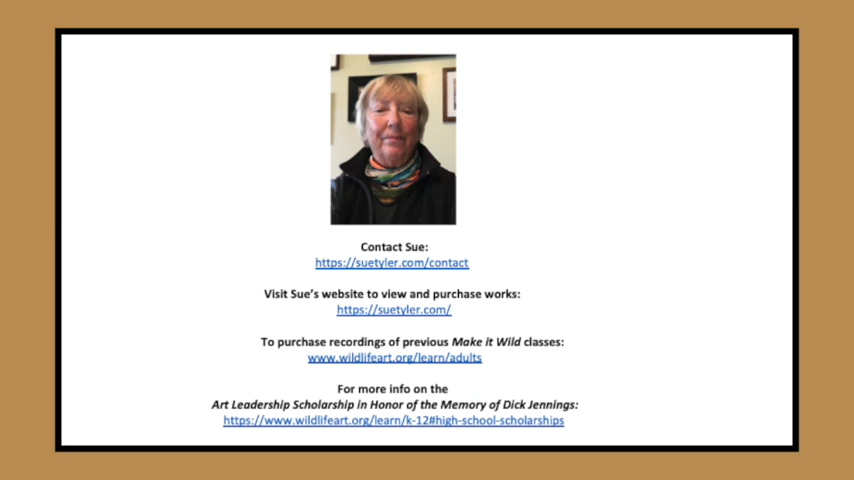 Contact Sue:
https://suetyler.com/contact
Visit Sue's website to view and purchase works:
https://suetyler.com/
To purchase recordings of previous Make it Wild classes:
www.wildlifeart.org/learn/adults
For more info on the
Art Leadership Scholarship in Honor of the Memory of Dick Jennings:
https://www.wildlifeart.org/learn/k-12#high-school-scholarships